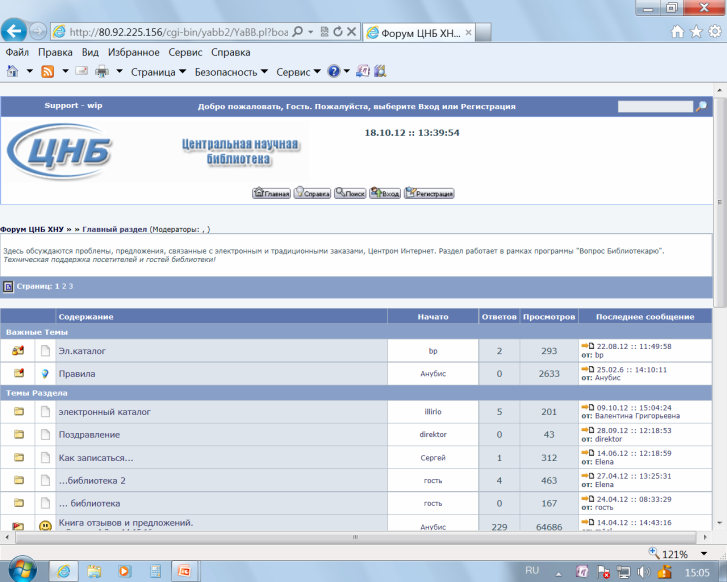 http://80.92.225.156/cgi-bin/yabb2/YaBB.pl?boa
Форум ЦНБ ХН...
Файл Правка Вид Избранное Сервис Справка
Страница Безопасность Сервис
Support - wip
Добро пожаловать, Гость. Пожалуйста, выберите Вход или Регистрация
ЦНБ
Центральная научная
библиотека
18.10.12 :: 13:39:54
Главная Справка Поиск Вход Регистрация
Форум ЦНБ ХНУ » » Главный раздел (Модераторы: , )
Здесь обсуждаются проблемы, предложения, связанные с электронным и традиционными заказами, Центром Интернет. Раздел работает в рамках программы "Вопрос Библиотекарю".
Техническая поддержка посетителей и гостей библиотеки!
Страниц: 1 2 3
Содержание Начато Ответов Просмотров Последнее сообщение
Важные Темы
Эл.каталог bp 2 293 22.08.12 :: 11:49:58
от: bp
Правила Анубис 0 2633 25.02.6 :: 14:10:11
от: Анубис
Темы Раздела
электронный каталог illirio 5 201 09.10.12 :: 15:04:24
от: Валентина Григорьевна
Поздравление direktor 0 43 28.09.12 :: 12:18:53
от: direktor
Как записаться... Сергей 1 312 14.06.12 :: 12:18:59
от: Elena
...библиотека 2 гость 4 463 27.04.12 :: 13:25:31
от: Elena
... библиотека гость 0 167 24.04.12 :: 08:33:29
от: гость
Книга отзывов и предложений. Анубис 229 64686 14.04.12 :: 14:43:16
121%
RU 15:05